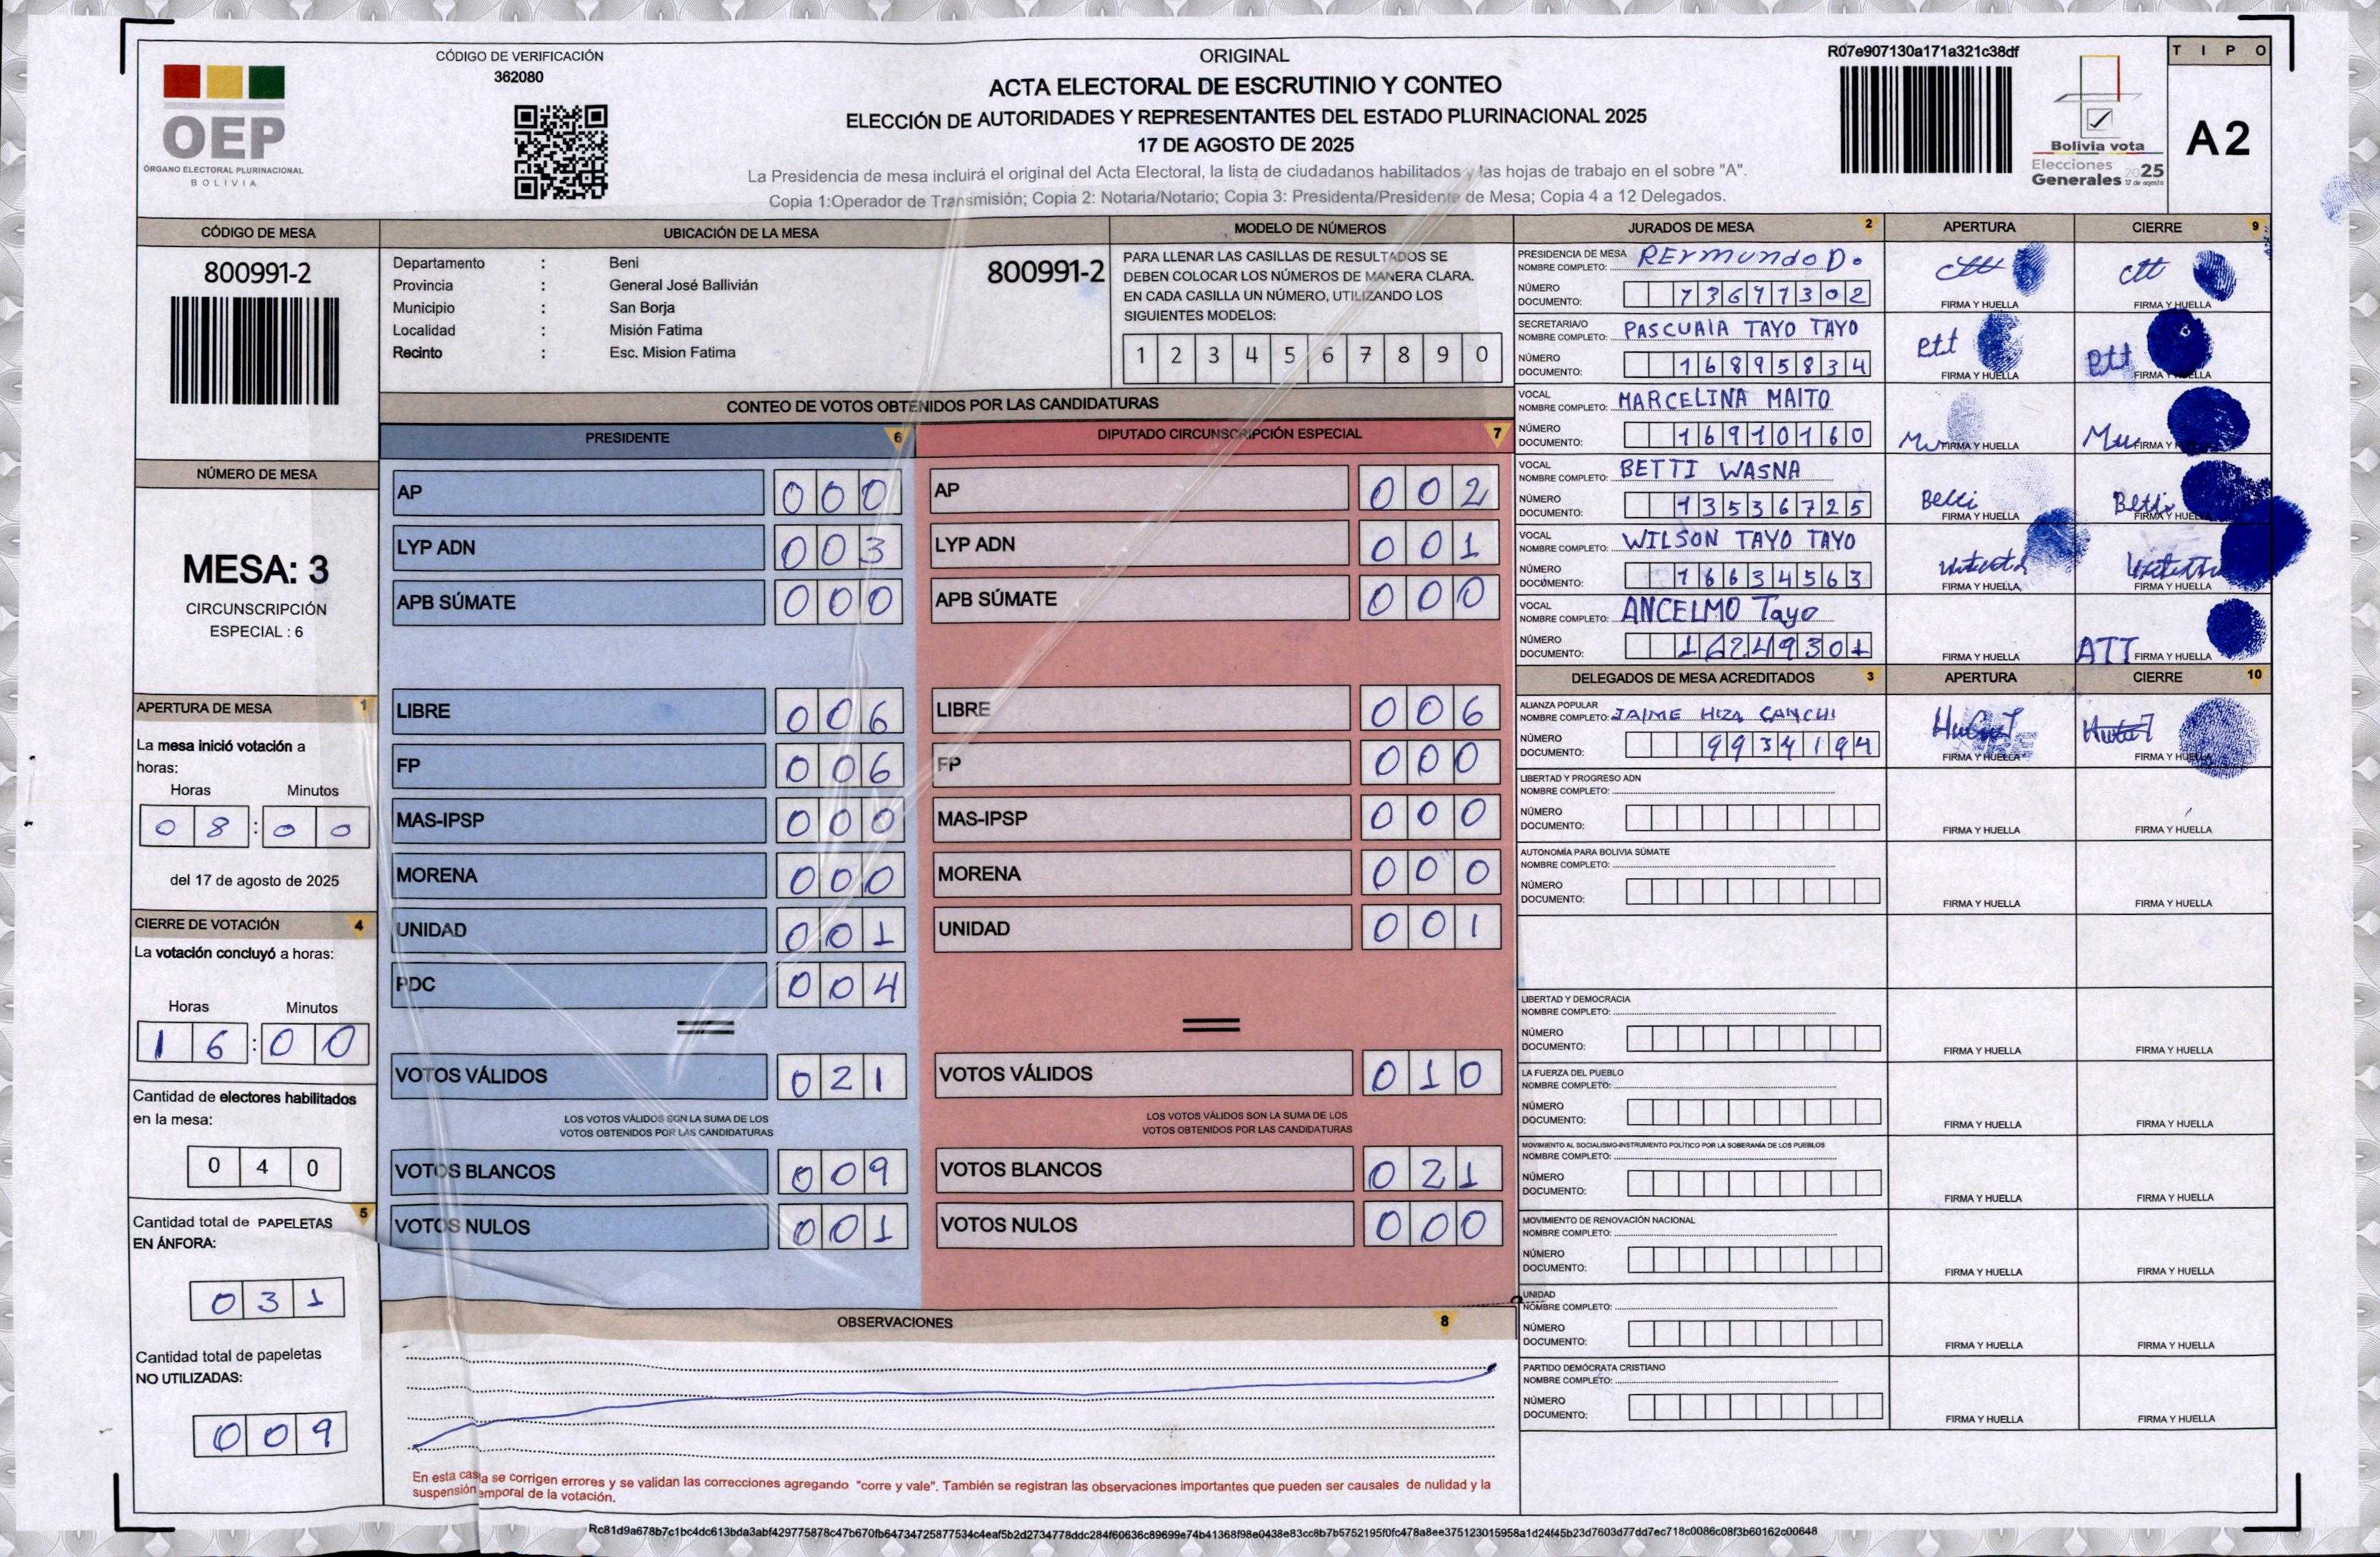 CÓDIGO DE VERIFICACIÓN
362080
OEP
ÓRGANO ELECTORAL PLURINACIONAL
BOLIVIA
ORIGINAL
ACTA ELECTORAL DE ESCRUTINIO Y CONTEO
ELECCIÓN DE AUTORIDADES Y REPRESENTANTES DEL ESTADO PLURINACIONAL 2025
17 DE AGOSTO DE 2025
La Presidencia de mesa incluirá el original del Acta Electoral, la lista de ciudadanos habilitados y las hojas de trabajo en el sobre "A".
Copia 1:Operador de Transmisión; Copia 2: Notaria/Notario; Copia 3: Presidenta/Presidente de Mesa; Copia 4 a 12 Delegados.
R07e907130a171a321c38df
Bolivia vota
Elecciones
Generales 2025
17 de agosto
TIPO
A2
CÓDIGO DE MESA
800991-2
UBICACIÓN DE LA MESA
Departamento : Beni
Provincia : General José Ballivián
Municipio : San Borja
Localidad : Misión Fatima
Recinto : Esc. Mision Fatima
800991-2
MODELO DE NÚMEROS
PARA LLENAR LAS CASILLAS DE RESULTADOS SE
DEBEN COLOCAR LOS NÚMEROS DE MANERA CLARA.
EN CADA CASILLA UN NÚMERO, UTILIZANDO LOS
SIGUIENTES MODELOS:
1 2 3 4 5 6 7 8 9 0
NÚMERO DE MESA
MESA: 3
CIRCUNSCRIPCIÓN
ESPECIAL : 6
APERTURA DE MESA 1
La mesa inició votación a
horas:
Horas Minutos
08:00
del 17 de agosto de 2025
CIERRE DE VOTACIÓN 4
La votación concluyó a horas:
Horas Minutos
16:00
Cantidad de electores habilitados
en la mesa:
040
5
Cantidad total de PAPELETAS
EN ÁNFORA:
031
Cantidad total de papeletas
NO UTILIZADAS:
009
CONTEO DE VOTOS OBTENIDOS POR LAS CANDIDATURAS
PRESIDENTE 6
AP 000
LYP ADN 003
APB SÚMATE 000
LIBRE 006
FP 006
MAS-IPSP 000
MORENA 000
UNIDAD 001
PDC 004
VOTOS VÁLIDOS 021
LOS VOTOS VÁLIDOS SON LA SUMA DE LOS
VOTOS OBTENIDOS POR LAS CANDIDATURAS
VOTOS BLANCOS 009
VOTOS NULOS 001
DIPUTADO CIRCUNSCRIPCIÓN ESPECIAL 7
AP 002
LYP ADN 001
APB SÚMATE 000
LIBRE 006
FP 000
MAS-IPSP 000
MORENA 000
UNIDAD 001
VOTOS VÁLIDOS 010
LOS VOTOS VÁLIDOS SON LA SUMA DE LOS
VOTOS OBTENIDOS POR LAS CANDIDATURAS
VOTOS BLANCOS 021
VOTOS NULOS 000
OBSERVACIONES 8
En esta casilla se corrigen errores y se validan las correcciones agregando "corre y vale". También se registran las observaciones importantes que pueden ser causales de nulidad y la
suspensión temporal de la votación.
JURADOS DE MESA 2 APERTURA CIERRE 9
PRESIDENCIA DE MESA
NOMBRE COMPLETO: REYmundo D.
NÚMERO
DOCUMENTO:
FIRMA Y HUELLA FIRMA Y HUELLA
SECRETARIA/O
NOMBRE COMPLETO: PASCUAlA TAYO TAYO
NÚMERO
DOCUMENTO: 16895834
Ptt FIRMA Y HUELLA Ptt FIRMA Y HUELLA
VOCAL
NOMBRE COMPLETO: MARCELINA MAITO
NÚMERO
DOCUMENTO: 16910160
FIRMA Y HUELLA FIRMA Y HUELLA
VOCAL
NOMBRE COMPLETO: BETTI WASNA
NÚMERO
DOCUMENTO: 13536725
Betti FIRMA Y HUELLA Betti FIRMA Y HUELLA
VOCAL
NOMBRE COMPLETO: WILSON TAYO TAYO
NÚMERO
DOCUMENTO: 16634563
FIRMA Y HUELLA FIRMA Y HUELLA
VOCAL
NOMBRE COMPLETO: ANCELMO Tayo
NÚMERO
DOCUMENTO: 16249301
FIRMA Y HUELLA ATT FIRMA Y HUELLA
DELEGADOS DE MESA ACREDITADOS 3 APERTURA CIERRE 10
ALIANZA POPULAR
NOMBRE COMPLETO: JAIME HIZA CANCHI
NÚMERO
DOCUMENTO: 9934194
FIRMA Y HUELLA FIRMA Y HUELLA
LIBERTAD Y PROGRESO ADN
NOMBRE COMPLETO:
NÚMERO
DOCUMENTO:
FIRMA Y HUELLA FIRMA Y HUELLA
AUTONOMÍA PARA BOLIVIA SÚMATE
NOMBRE COMPLETO:
NÚMERO
DOCUMENTO:
FIRMA Y HUELLA FIRMA Y HUELLA
LIBERTAD Y DEMOCRACIA
NOMBRE COMPLETO:
NÚMERO
DOCUMENTO:
FIRMA Y HUELLA FIRMA Y HUELLA
LA FUERZA DEL PUEBLO
NOMBRE COMPLETO:
NÚMERO
DOCUMENTO:
FIRMA Y HUELLA FIRMA Y HUELLA
MOVIMIENTO AL SOCIALISMO-INSTRUMENTO POLÍTICO POR LA SOBERANÍA DE LOS PUEBLOS
NOMBRE COMPLETO:
NÚMERO
DOCUMENTO:
FIRMA Y HUELLA FIRMA Y HUELLA
MOVIMIENTO DE RENOVACIÓN NACIONAL
NOMBRE COMPLETO:
NÚMERO
DOCUMENTO:
FIRMA Y HUELLA FIRMA Y HUELLA
UNIDAD
NOMBRE COMPLETO:
NÚMERO
DOCUMENTO:
FIRMA Y HUELLA FIRMA Y HUELLA
PARTIDO DEMÓCRATA CRISTIANO
NOMBRE COMPLETO:
NÚMERO
DOCUMENTO:
FIRMA Y HUELLA FIRMA Y HUELLA